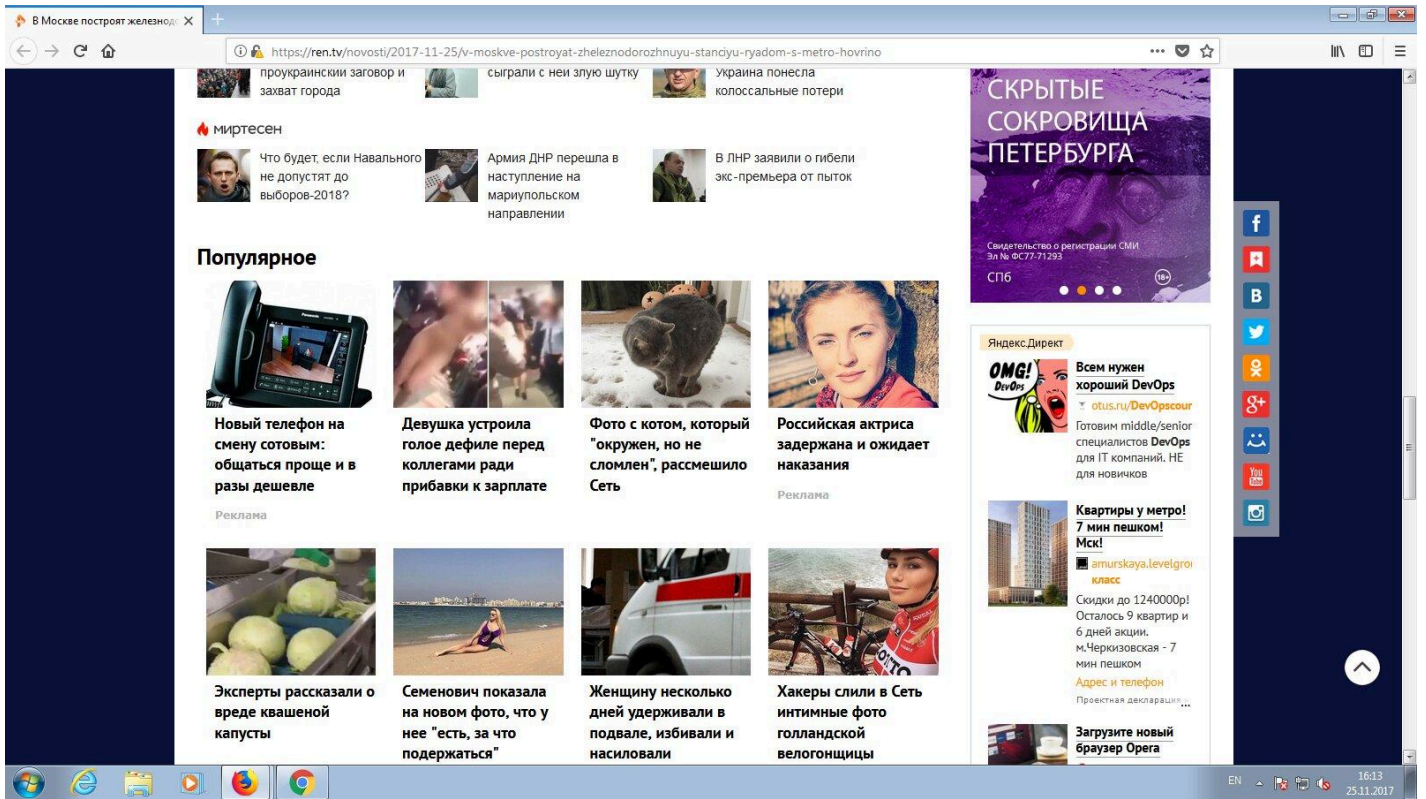 В Москве построят железнод
https://ren.tv/novosti/2017-11-25/v-moskve-postroyat-zheleznodorozhnuyu-stanciyu-ryadom-s-metro-hovrino
проукраинский заговор и
захват города
сыграли с ней злую шутку
Украина понесла
колоссальные потери
миртесен
Что будет, если Навального
не допустят до
выборов-2018?
Армия ДНР перешла в
наступление на
мариупольском
направлении
В ЛНР заявили о гибели
экс-премьера от пыток
Популярное
Новый телефон на
смену сотовым:
общаться проще и в
разы дешевле
Реклама
Девушка устроила
голое дефиле перед
коллегами ради
прибавки к зарплате
Фото с котом, который
"окружен, но не
сломлен", рассмешило
Сеть
Российская актриса
задержана и ожидает
наказания
Реклама
Эксперты рассказали о
вреде квашеной
капусты
Семенович показала
на новом фото, что у
нее "есть, за что
подержаться"
Женщину несколько
дней удерживали в
подвале, избивали и
насиловали
LOTTO
Хакеры слили в Сеть
интимные фото
голландской
велогонщицы
СКРЫТЫЕ
СОКРОВИЩА
ПЕТЕРБУРГА
Свидетельство о регистрации СМИ
Эл № ФС77-71293
СПб
18+
Яндекс.Директ
OMG!
DevOps
Всем нужен
хороший DevOps
otus.ru/DevOpscour
Готовим middle/senior
специалистов DevOps
для IT компаний. НЕ
для новичков
Квартиры у метро!
7 мин пешком!
Мск!
amurskaya.levelgrou
класс
Скидки до 1240000р!
Осталось 9 квартир и
6 дней акции.
м.Черкизовская - 7
мин пешком
Адрес и телефон
Проектная декларация
...
Загрузите новый
браузер Opera
f
B
g+
You
Tube
EN
16:13
25.11.2017